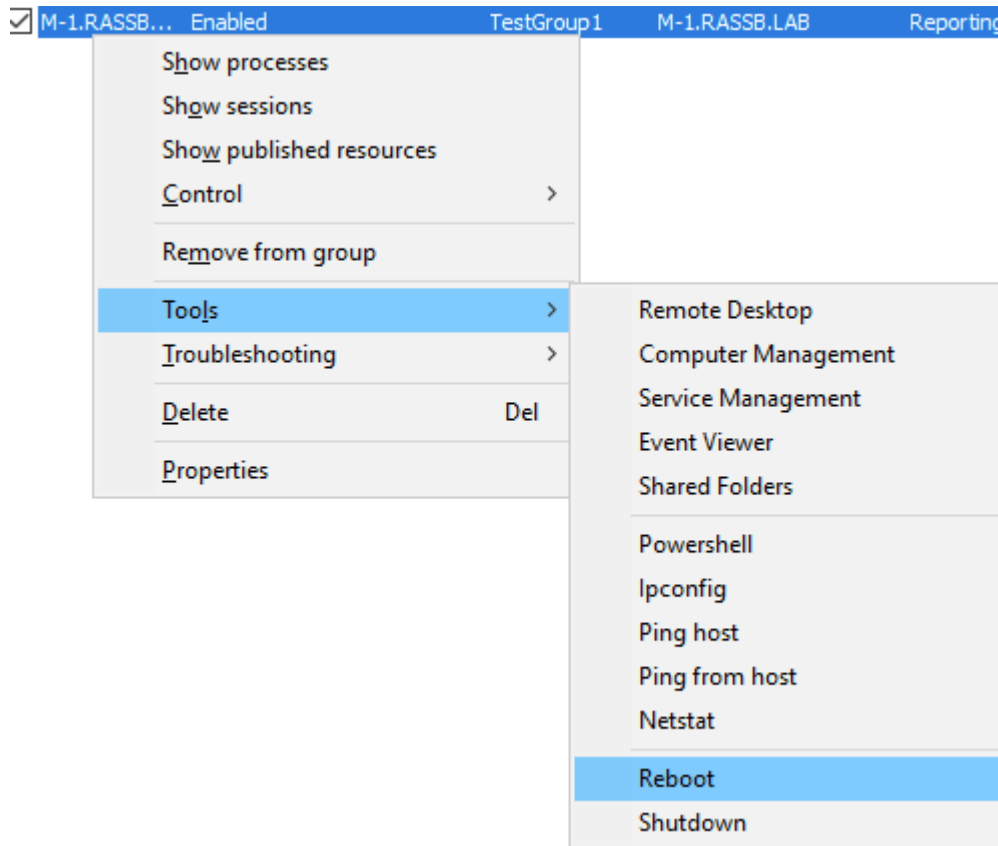 M-1.RASSB... Enabled TestGroup1 M-1.RASSB.LAB Reporting
Show processes
Show sessions
Show published resources
Control
Remove from group
Tools
Troubleshooting
Delete Del
Properties
Remote Desktop
Computer Management
Service Management
Event Viewer
Shared Folders
Powershell
Ipconfig
Ping host
Ping from host
Netstat
Reboot
Shutdown